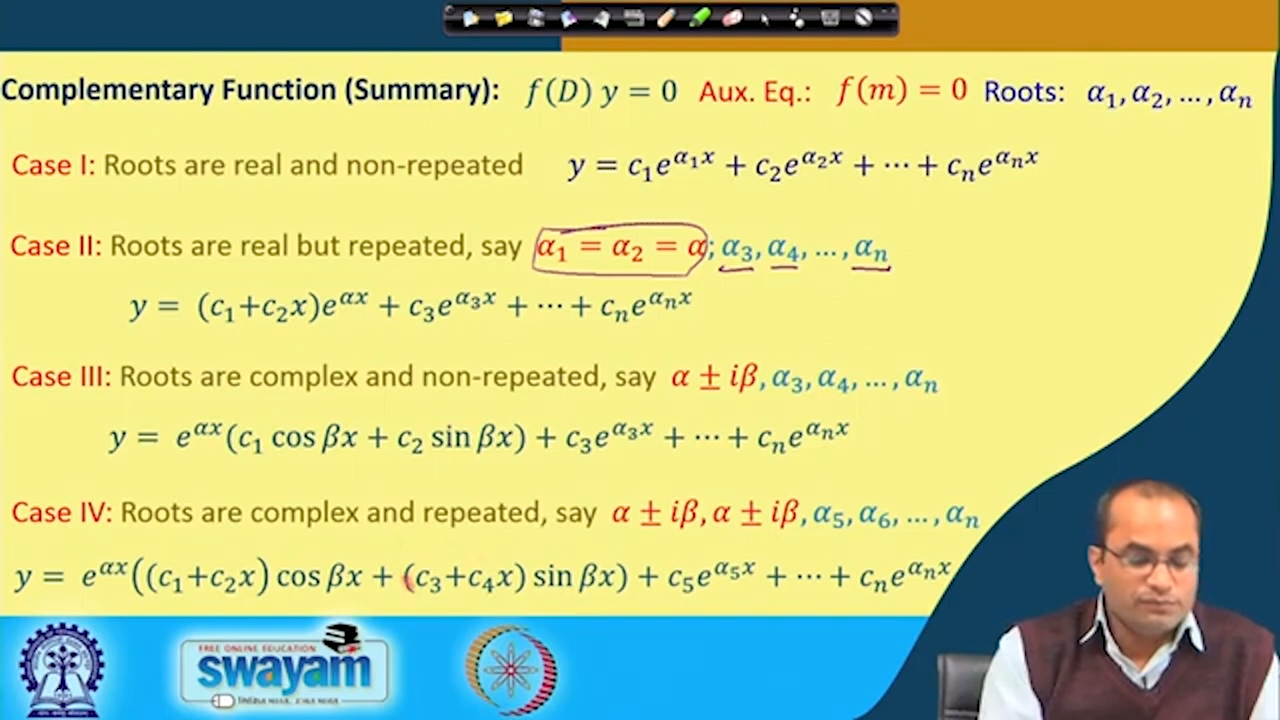 Complementary Function (Summary): f(D) y = 0 Aux. Eq.: f(m) = 0 Roots: α₁, α₂, ..., αₙ
Case I: Roots are real and non-repeated y = c₁e^{α₁x} + c₂e^{α₂x} + ⋯ + cₙe^{αₙx}
Case II: Roots are real but repeated, say α₁ = α₂ = α; α₃, α₄, ..., αₙ
y = (c₁+c₂x)e^{αx} + c₃e^{α₃x} + ⋯ + cₙe^{αₙx}
Case III: Roots are complex and non-repeated, say α ± iβ, α₃, α₄, ..., αₙ
y = e^{αx}(c₁ cos βx + c₂ sin βx) + c₃e^{α₃x} + ⋯ + cₙe^{αₙx}
Case IV: Roots are complex and repeated, say α ± iβ, α ± iβ, α₅, α₆, ..., αₙ
y = e^{αx}((c₁+c₂x) cos βx + (c₃+c₄x) sin βx) + c₅e^{α₅x} + ⋯ + cₙe^{αₙx}
FREE ONLINE EDUCATION
swayam